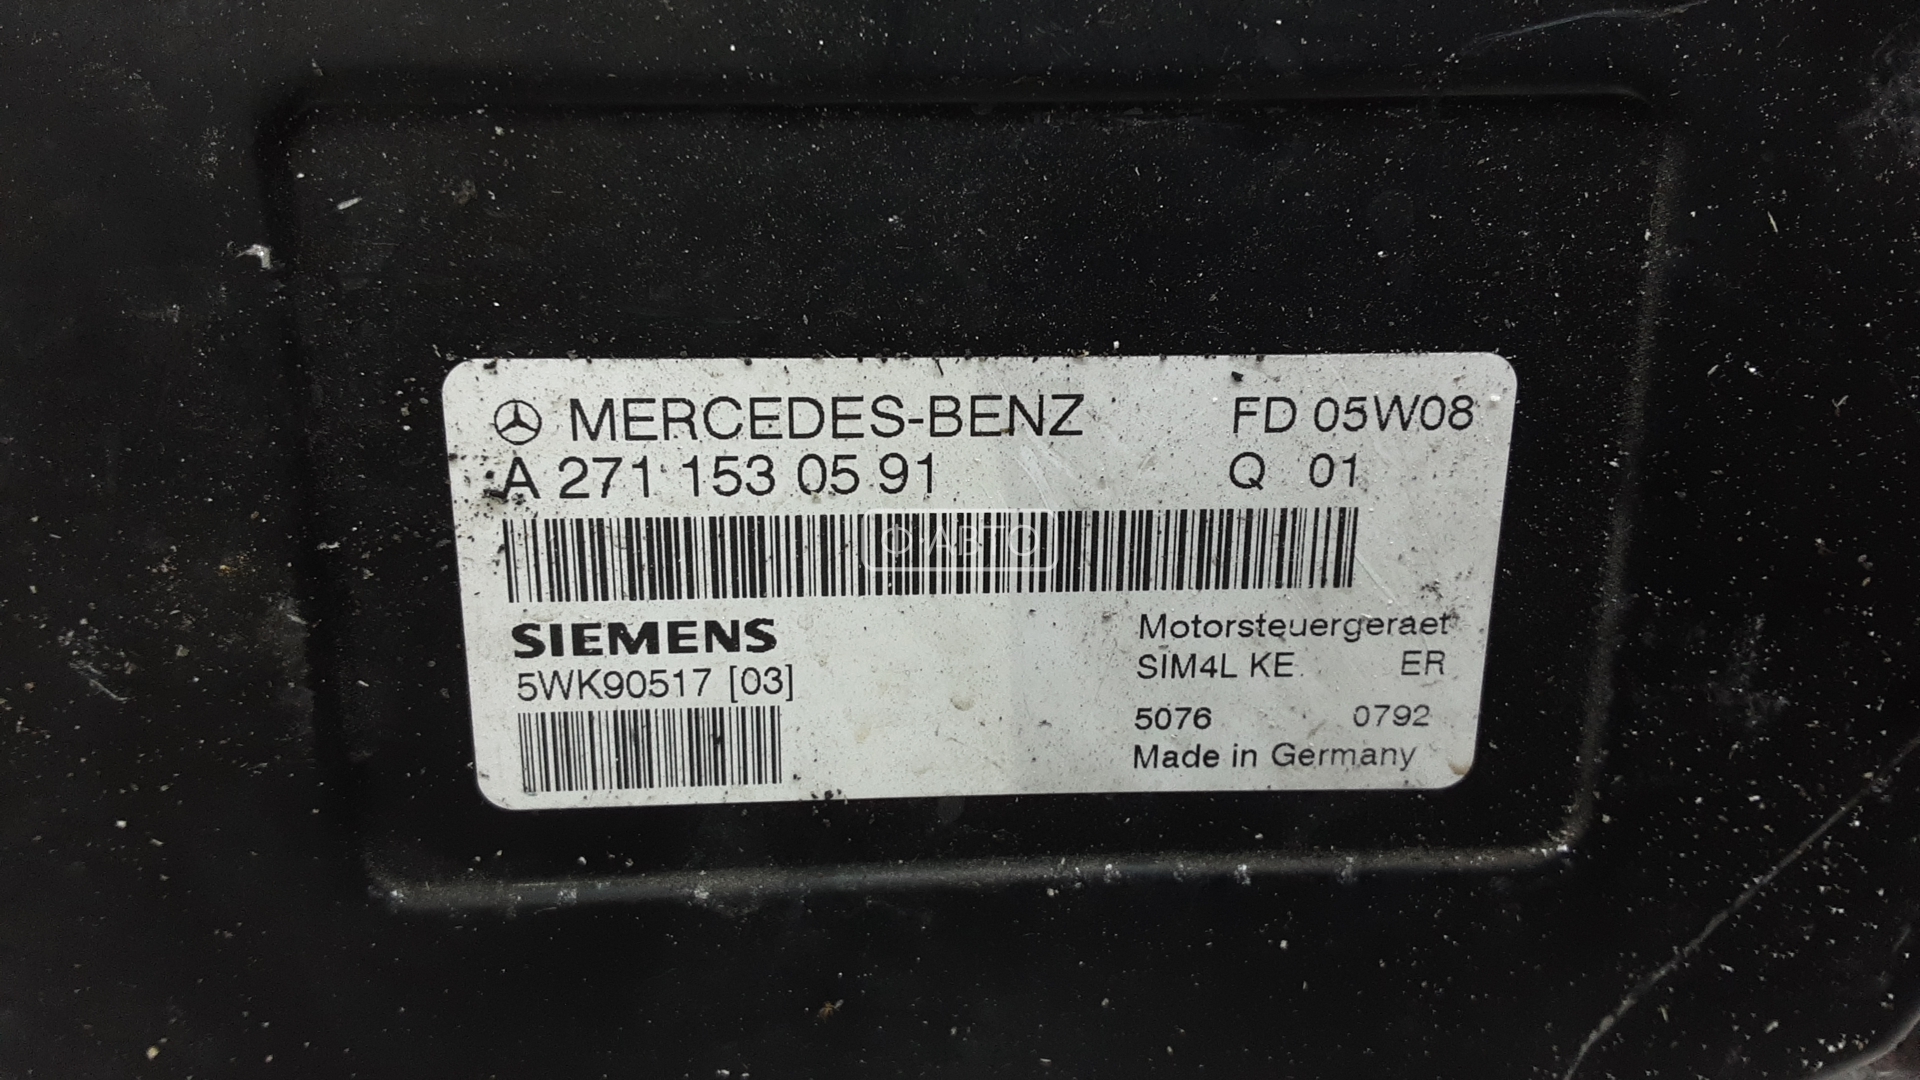 MERCEDES-BENZ FD 05W08
A 271 153 05 91 Q 01
АВТО
SIEMENS Motorsteuergeraet
5WK90517 [03] SIM4L KE ER
5076 0792
Made in Germany